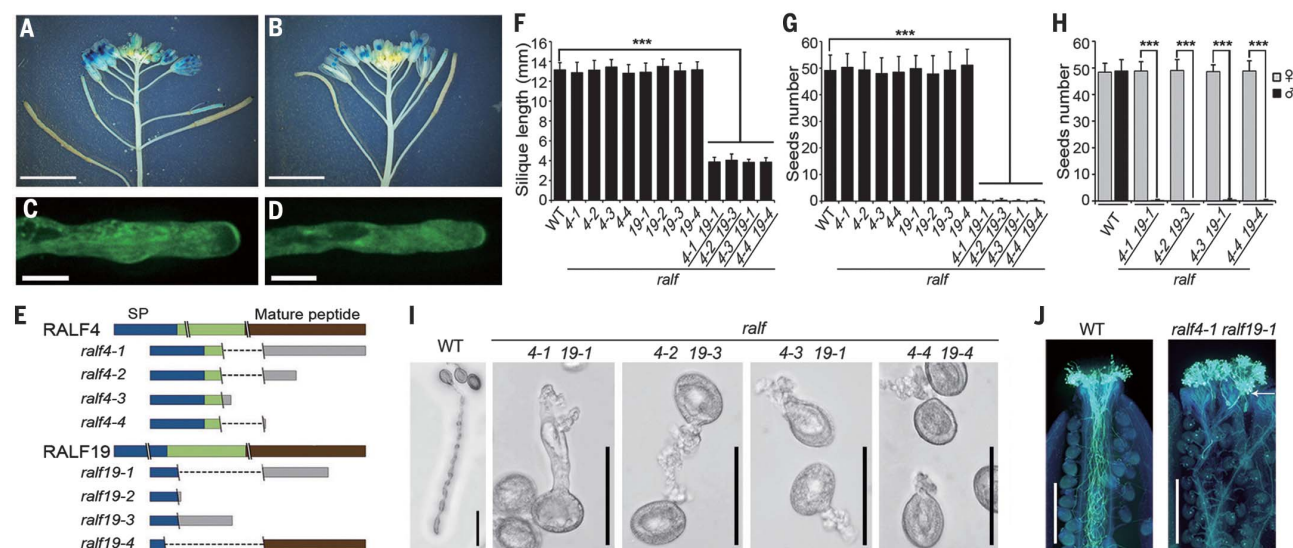 A
B
C
D
E
SP
Mature peptide
RALF4
ralf4-1
ralf4-2
ralf4-3
ralf4-4
RALF19
ralf19-1
ralf19-2
ralf19-3
ralf19-4
F
Silique length (mm)
16
14
12
10
8
6
4
2
0
***
WT
4-1
4-2
4-3
4-4
19-1
19-2
19-3
19-4
4-1 19-1
4-2 19-3
4-3 19-1
4-4 19-4
ralf
G
Seeds number
60
50
40
30
20
10
0
***
WT
4-1
4-2
4-3
4-4
19-1
19-2
19-3
19-4
4-1 19-1
4-2 19-3
4-3 19-1
4-4 19-4
ralf
H
Seeds number
60
50
40
30
20
10
0
*** *** *** ***
♀
♂
WT
4-1 19-1
4-2 19-3
4-3 19-1
4-4 19-4
ralf
I
WT
ralf
4-1 19-1
4-2 19-3
4-3 19-1
4-4 19-4
J
WT
ralf4-1 ralf19-1